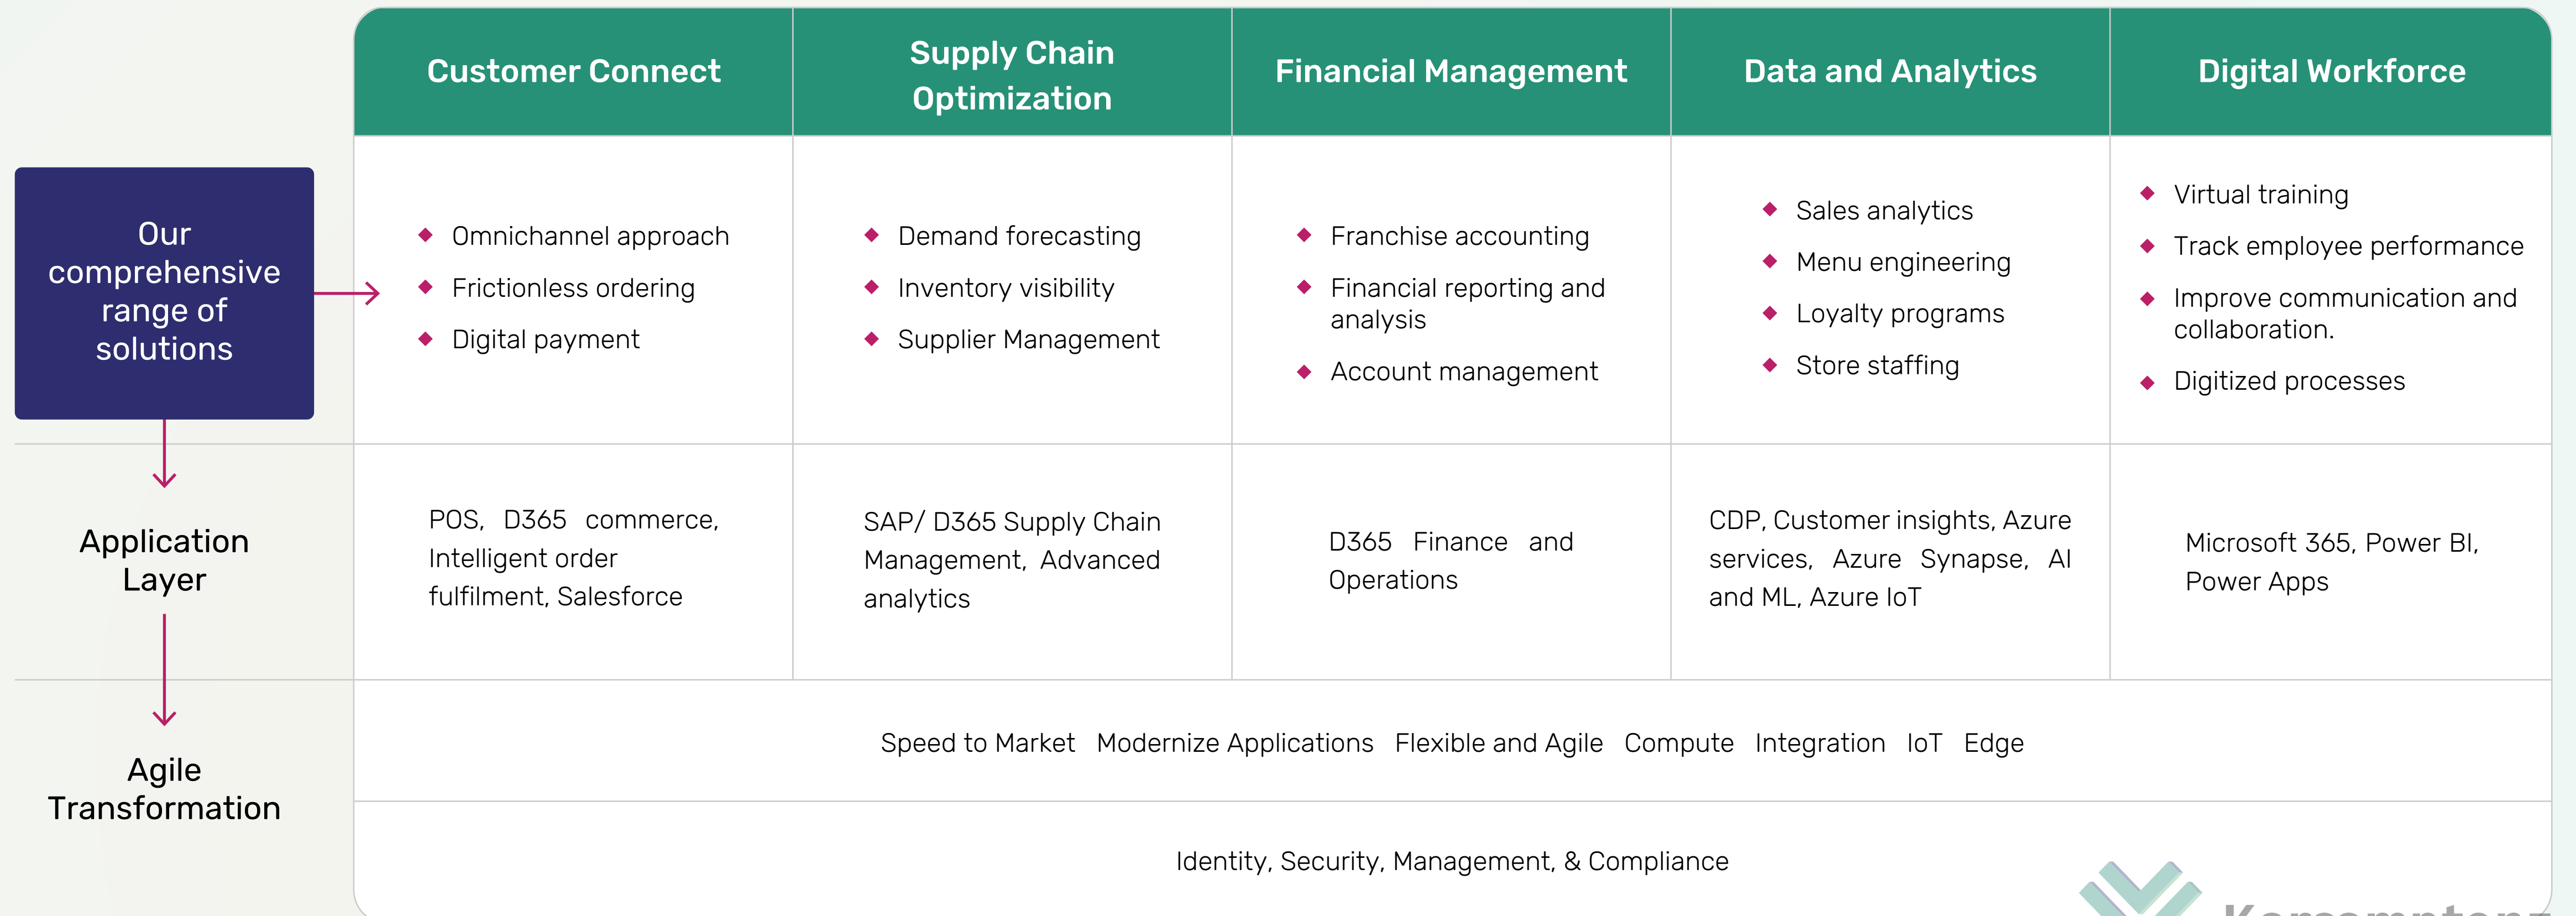 Customer Connect
Supply Chain
Optimization
Financial Management
Data and Analytics
Digital Workforce
Our
comprehensive
range of
solutions
Omnichannel approach
Frictionless ordering
Digital payment
Demand forecasting
Inventory visibility
Supplier Management
Franchise accounting
Financial reporting and
analysis
Account management
Sales analytics
Menu engineering
Loyalty programs
Store staffing
Virtual training
Track employee performance
Improve communication and
collaboration.
Digitized processes
Application
Layer
POS, D365 commerce,
Intelligent order
fulfilment, Salesforce
SAP/ D365 Supply Chain
Management, Advanced
analytics
D365 Finance and
Operations
CDP, Customer insights, Azure
services, Azure Synapse, AI
and ML, Azure IoT
Microsoft 365, Power BI,
Power Apps
Agile
Transformation
Speed to Market Modernize Applications Flexible and Agile Compute Integration IoT Edge
Identity, Security, Management, & Compliance